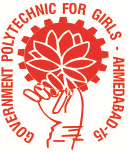 GOVERNMENT POLYTECHNIC FOR GIRLS - AHMEDABAD-15